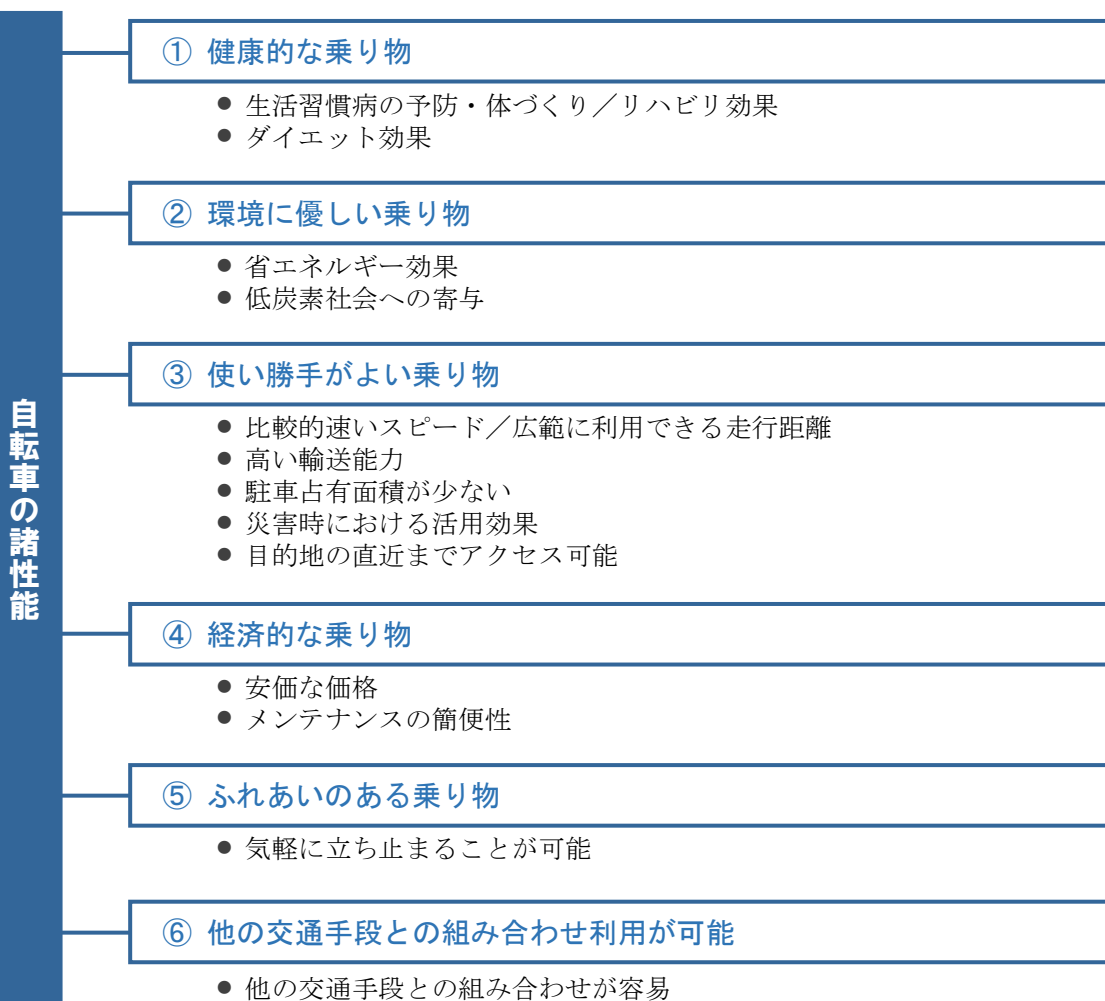 自転車の諸性能
① 健康的な乗り物
● 生活習慣病の予防・体づくり／リハビリ効果
● ダイエット効果
② 環境に優しい乗り物
● 省エネルギー効果
● 低炭素社会への寄与
③ 使い勝手がよい乗り物
● 比較的速いスピード／広範に利用できる走行距離
● 高い輸送能力
● 駐車占有面積が少ない
● 災害時における活用効果
● 目的地の直近までアクセス可能
④ 経済的な乗り物
● 安価な価格
● メンテナンスの簡便性
⑤ ふれあいのある乗り物
● 気軽に立ち止まることが可能
⑥ 他の交通手段との組み合わせ利用が可能
● 他の交通手段との組み合わせが容易